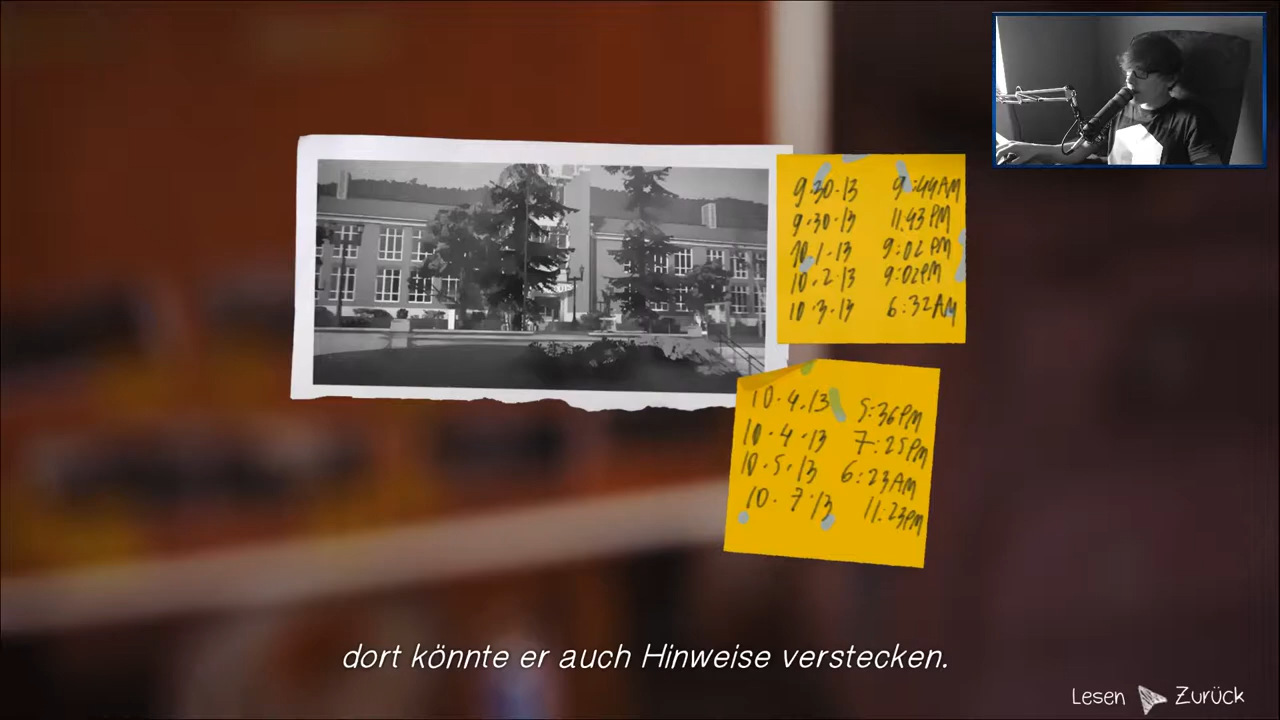 9·30·13 9:44AM
9·30·13 11:43PM
10·1·13 9:02PM
10·2·13 9:02PM
10·3·13 6:32AM
10·4·13 5:36PM
10·4·13 7:25PM
10·5·13 6:23AM
10·7·13 11:23PM
dort könnte er auch Hinweise verstecken.
Lesen Zurück